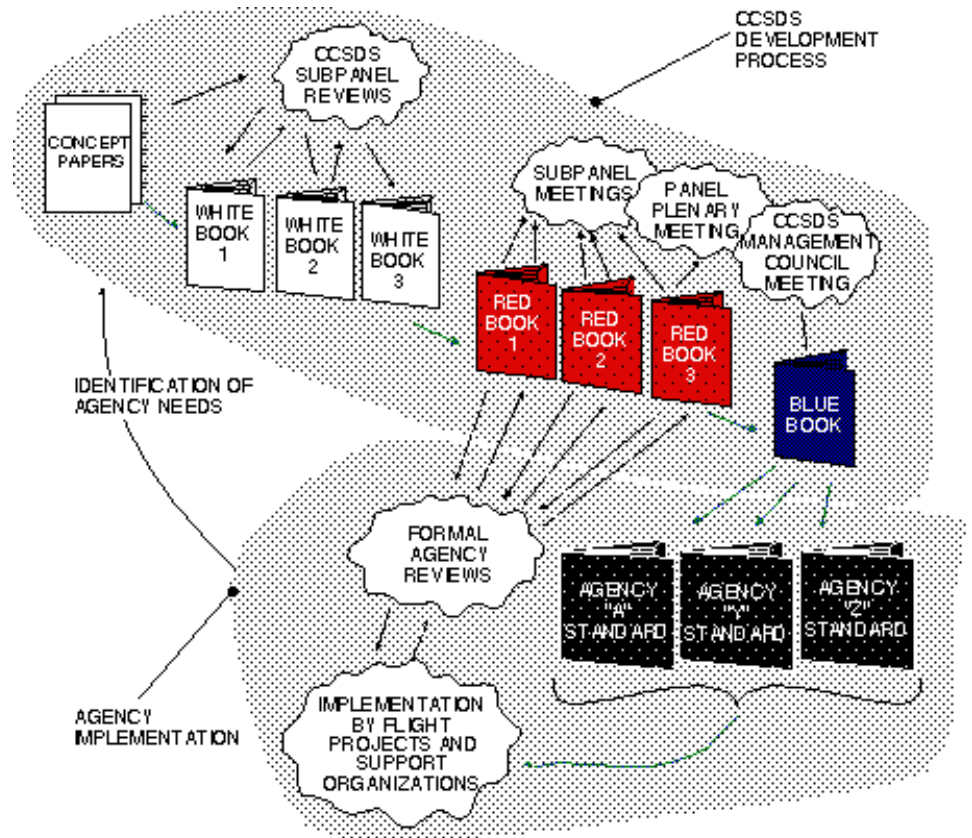 CCSDS
DEVELOPMENT
PROCESS
CCSDS
SUBPANEL
REVIEWS
CONCEPT
PAPERS
WHITE
BOOK
1
WHITE
BOOK
2
WHITE
BOOK
3
SUBPANEL
MEETINGS
PANEL
PLENARY
MEETING
CCSDS
MANAGEMENT
COUNCIL
MEETING
RED
BOOK
1
RED
BOOK
2
RED
BOOK
3
BLUE
BOOK
IDENTIFICATION OF
AGENCY NEEDS
FORMAL
AGENCY
REVIEWS
AGENCY
"A"
STANDARD
AGENCY
"Y"
STANDARD
AGENCY
"Z"
STANDARD
AGENCY
IMPLEMENTATION
IMPLEMENTATION
BY FLIGHT
PROJECTS AND
SUPPORT
ORGANIZATIONS